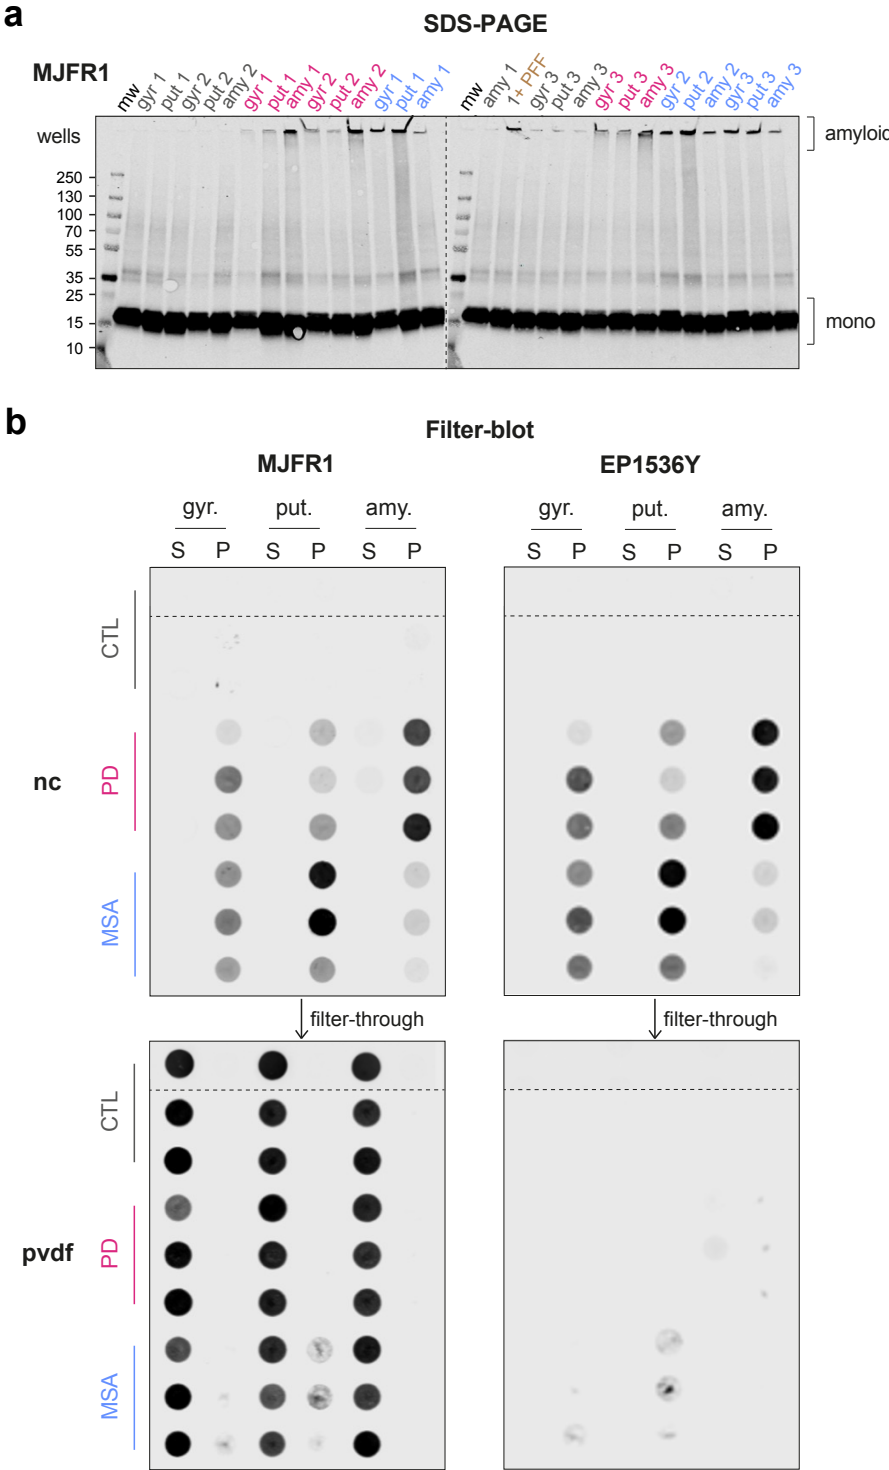 a
SDS-PAGE
MJFR1
mw gyr 1 put 1 gyr 2 put 2 amy 2 gyr 1 put 1 amy 1 gyr 2 put 2 amy 2 gyr 1 put 1 amy 1
mw amy 1 1+ PFF gyr 3 put 3 amy 3 gyr 3 put 3 amy 3 gyr 2 put 2 amy 2 gyr 3 put 3 amy 3
wells
amyloid
250
130
100
70
55
35
25
15
10
mono
b
Filter-blot
MJFR1 EP1536Y
gyr. put. amy. gyr. put. amy.
S P S P S P S P S P S P
CTL
nc
PD
MSA
filter-through filter-through
CTL
pvdf
PD
MSA